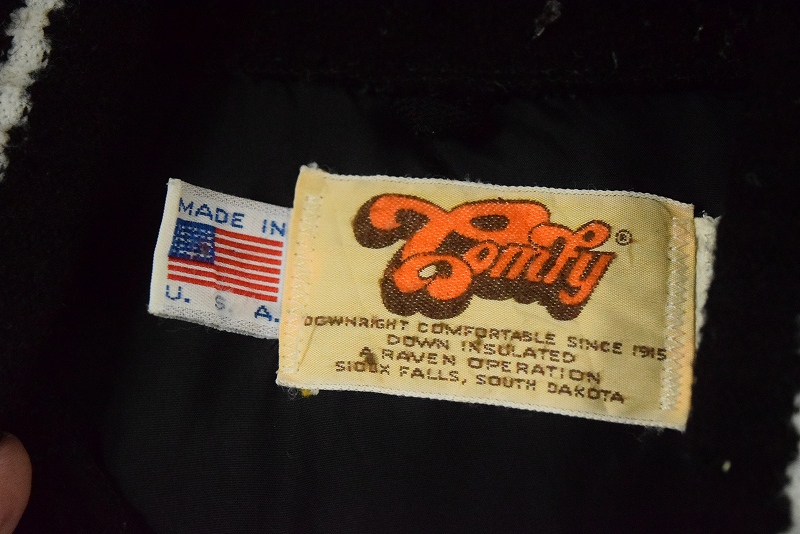 MADE IN
U. S. A.
Comfy®
DOWNRIGHT COMFORTABLE SINCE 1915
DOWN INSULATED
A RAVEN OPERATION
SIOUX FALLS, SOUTH DAKOTA